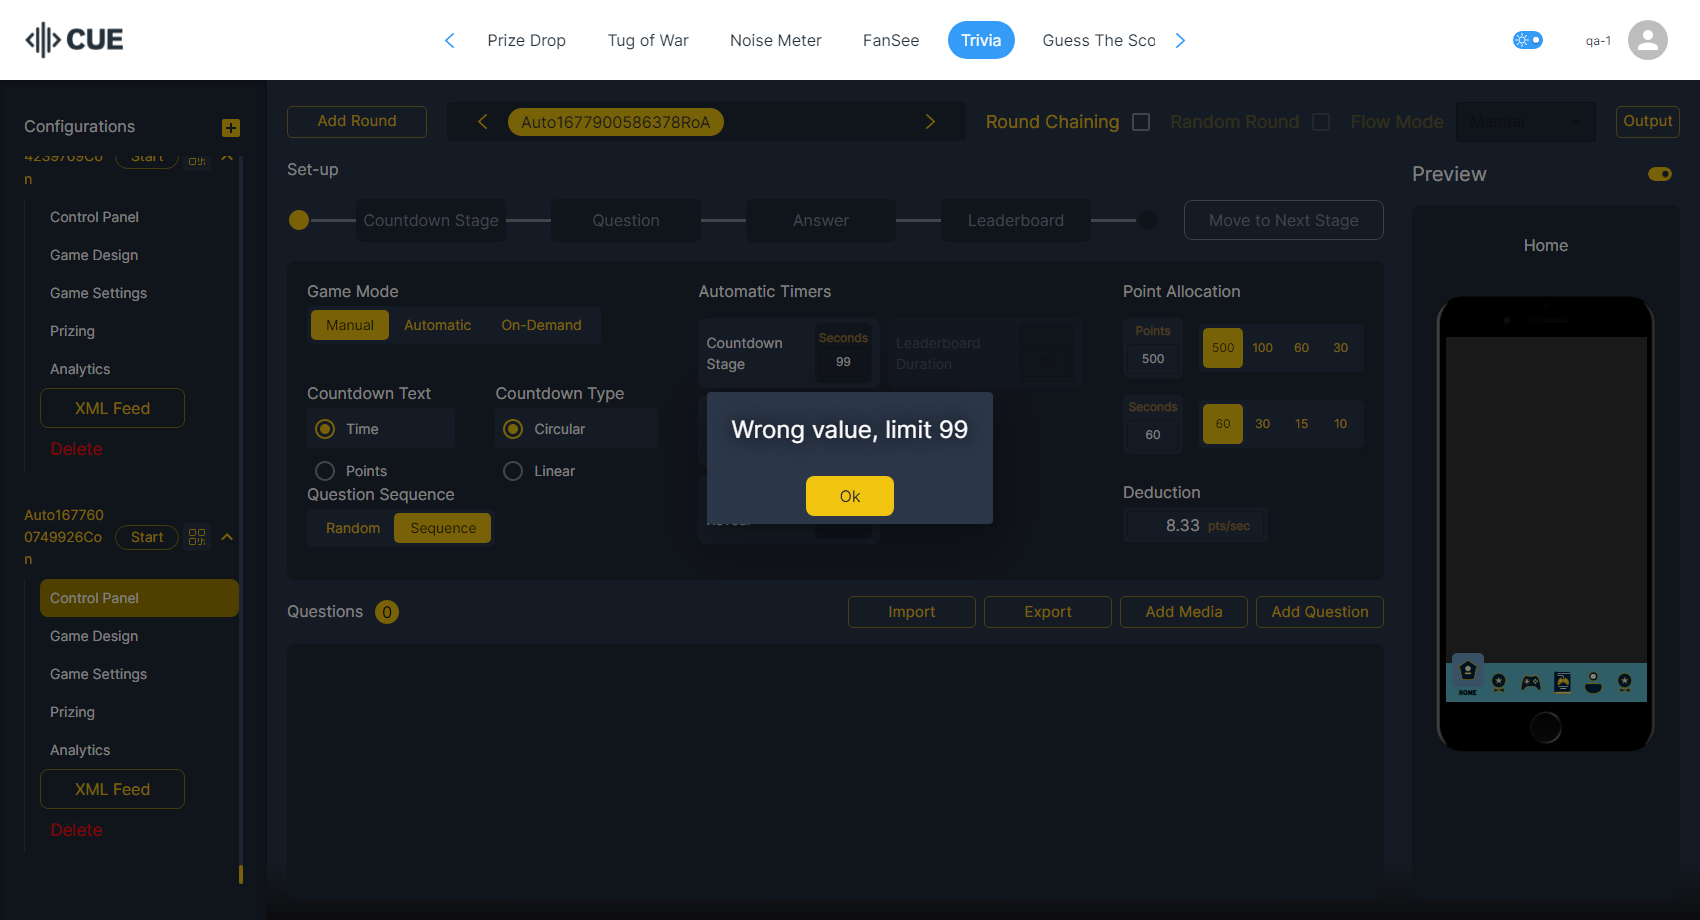 CUE
Prize Drop
Tug of War
Noise Meter
FanSee
Trivia
Guess The Sco
qa-1
Configurations
4239769Co
n
Start
Control Panel
Game Design
Game Settings
Prizing
Analytics
XML Feed
Delete
Auto167760
0749926Co
n
Start
Control Panel
Game Design
Game Settings
Prizing
Analytics
XML Feed
Delete
Add Round
Auto1677900586378RoA
Round Chaining
Random Round
Flow Mode
Manual
Output
Set-up
Countdown Stage
Question
Answer
Leaderboard
Move to Next Stage
Game Mode
Manual
Automatic
On-Demand
Countdown Text
Time
Points
Countdown Type
Circular
Linear
Question Sequence
Random
Sequence
Automatic Timers
Countdown
Stage
Seconds
99
Leaderboard
Duration
Wrong value, limit 99
Ok
Point Allocation
Points
500
500
100
60
30
Seconds
60
60
30
15
10
Deduction
8.33 pts/sec
Questions 0
Import
Export
Add Media
Add Question
Preview
Home
HOME